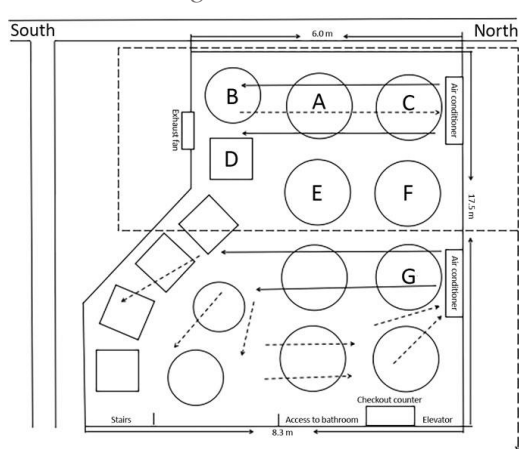 South
North
6.0 m
B
A
C
Air conditioner
Exhaust fan
D
E
F
17.5 m
G
Air conditioner
Checkout counter
Stairs
Access to bathroom
Elevator
8.3 m